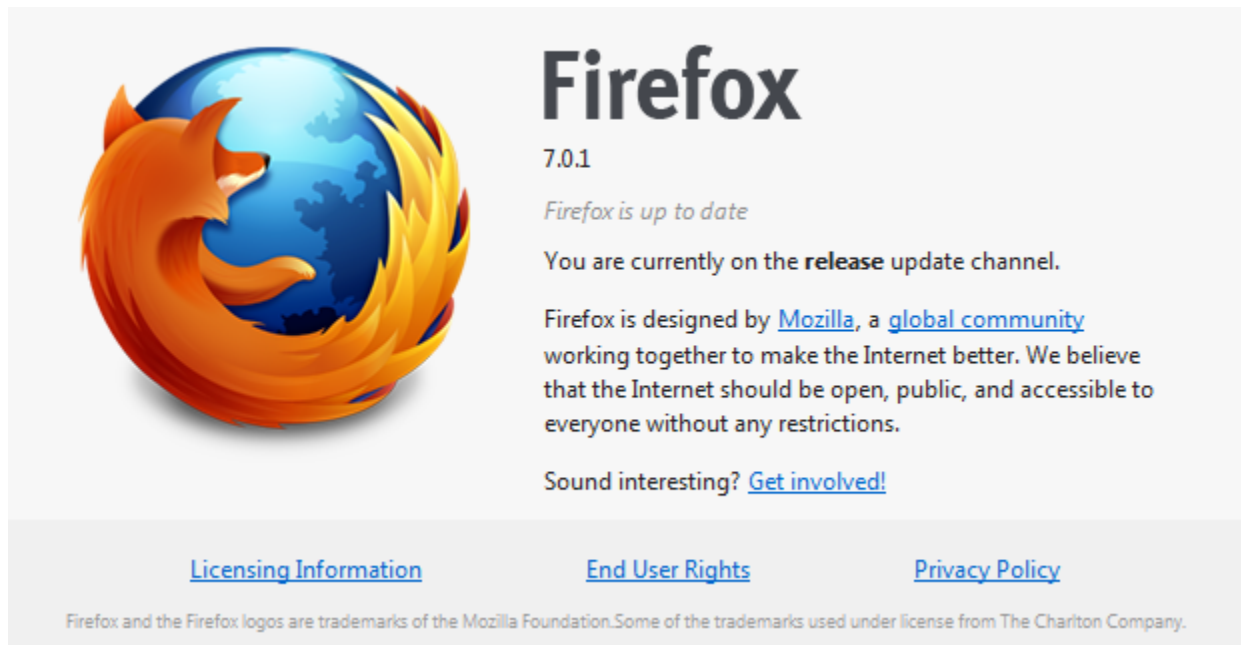 Firefox
7.0.1
Firefox is up to date
You are currently on the release update channel.
Firefox is designed by Mozilla, a global community
working together to make the Internet better. We believe
that the Internet should be open, public, and accessible to
everyone without any restrictions.
Sound interesting? Get involved!
Licensing Information End User Rights Privacy Policy
Firefox and the Firefox logos are trademarks of the Mozilla Foundation.Some of the trademarks used under license from The Charlton Company.